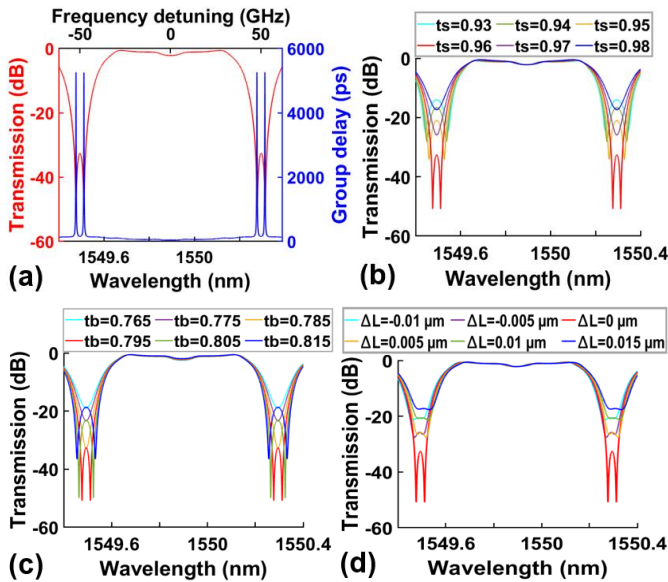 Frequency detuning (GHz)
-50 0 50
0 6000
-20 4000
-40 2000
-60 0
Transmission (dB)
Group delay (ps)
1549.6 1550
Wavelength (nm)
(a)
ts=0.93 ts=0.94 ts=0.95
ts=0.96 ts=0.97 ts=0.98
0
-20
-40
-60
Transmission (dB)
1549.6 1550 1550.4
Wavelength (nm)
(b)
tb=0.765 tb=0.775 tb=0.785
tb=0.795 tb=0.805 tb=0.815
0
-20
-40
-60
Transmission (dB)
1549.6 1550 1550.4
Wavelength (nm)
(c)
ΔL=-0.01 μm ΔL=-0.005 μm ΔL=0 μm
ΔL=0.005 μm ΔL=0.01 μm ΔL=0.015 μm
0
-20
-40
-60
Transmission (dB)
1549.6 1550 1550.4
Wavelength (nm)
(d)